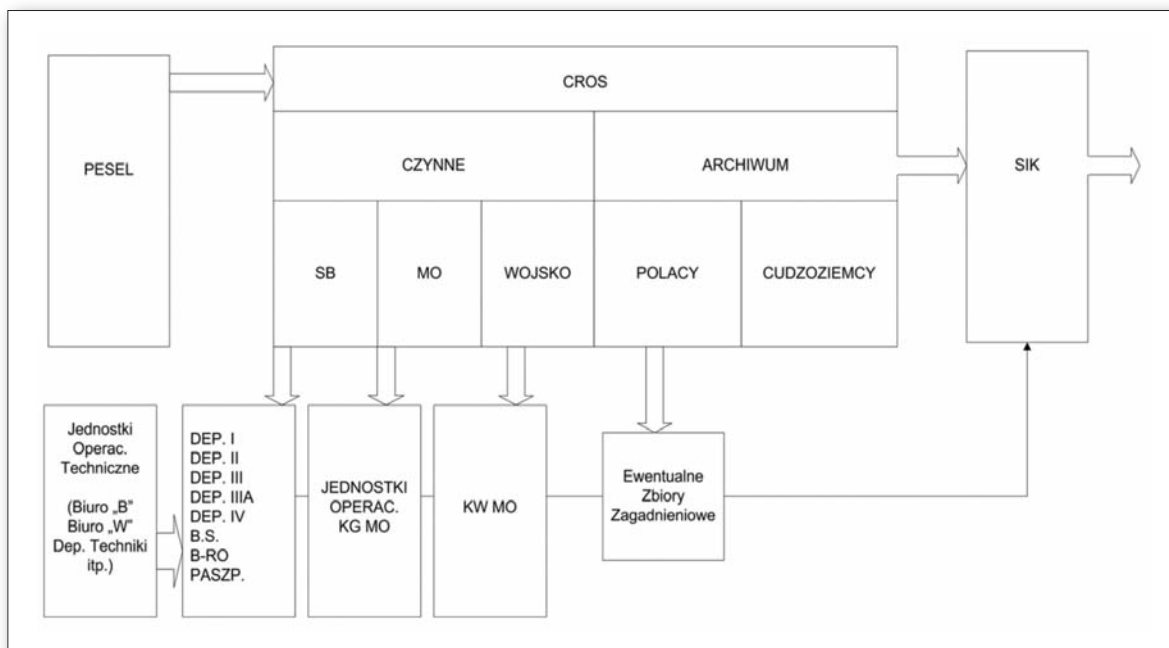 PESEL
CROS
CZYNNE
ARCHIWUM
SIK
SB
MO
WOJSKO
POLACY
CUDZOZIEMCY
Jednostki
Operac.
Techniczne
(Biuro „B”
Biuro „W”
Dep. Techniki
itp.)
DEP. I
DEP. II
DEP. III
DEP. IIIA
DEP. IV
B.S.
B-RO
PASZP.
JEDNOSTKI
OPERAC.
KG MO
KW MO
Ewentualne
Zbiory
Zagadnieniowe